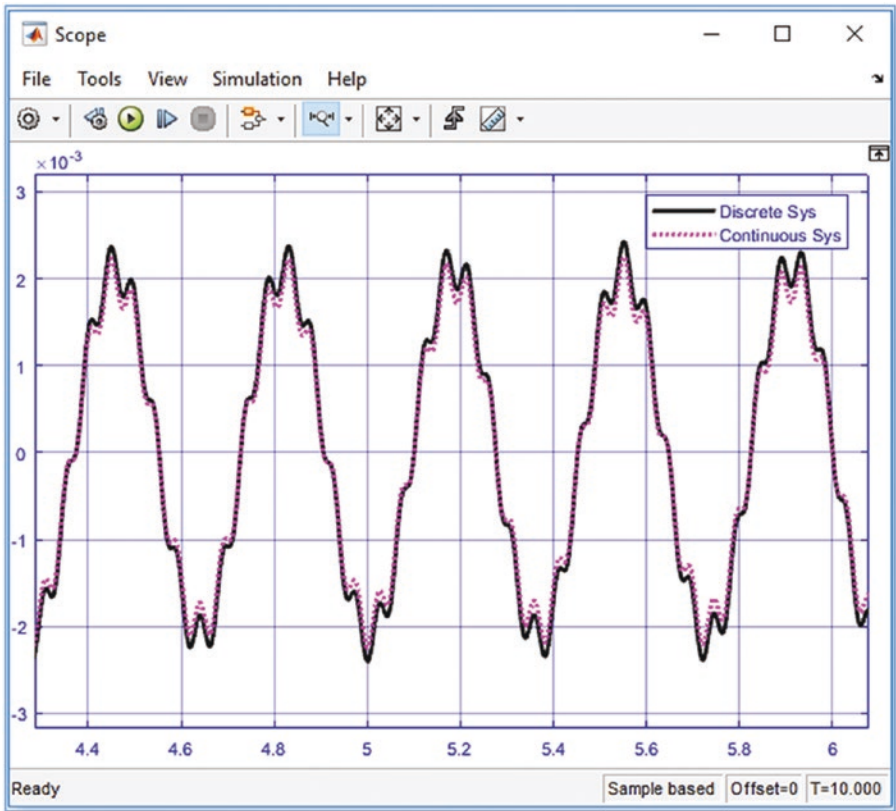 Scope
File Tools View Simulation Help
×10-3
Discrete Sys
Continuous Sys
3
2
1
0
-1
-2
-3
4.4 4.6 4.8 5 5.2 5.4 5.6 5.8 6
Ready Sample based Offset=0 T=10.000